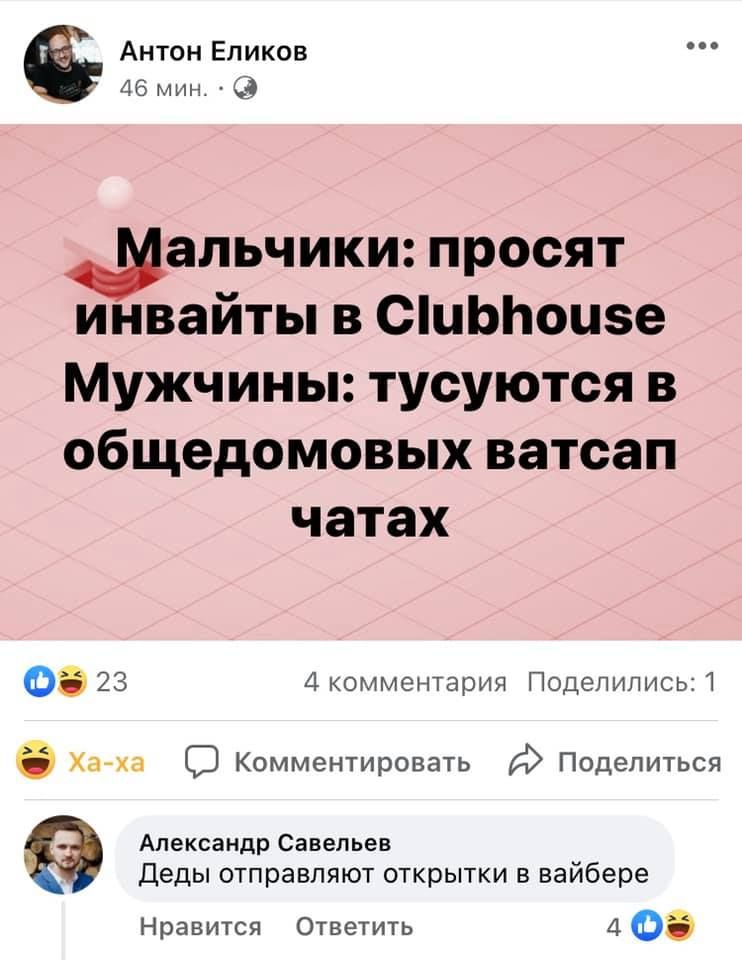 Антон Еликов
46 мин. ·
Мальчики: просят
инвайты в Clubhouse
Мужчины: тусуются в
общедомовых ватсап
чатах
23
4 комментария Поделились: 1
Ха-ха Комментировать Поделиться
Александр Савельев
Деды отправляют открытки в вайбере
Нравится Ответить 4